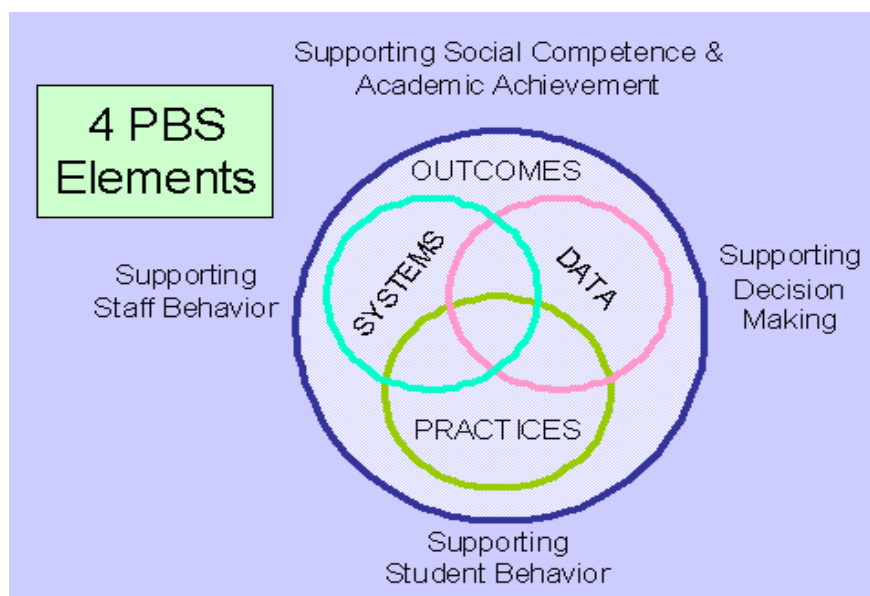 Supporting Social Competence &
Academic Achievement
4 PBS
Elements
OUTCOMES
SYSTEMS
DATA
Supporting
Staff Behavior
Supporting
Decision
Making
PRACTICES
Supporting
Student Behavior